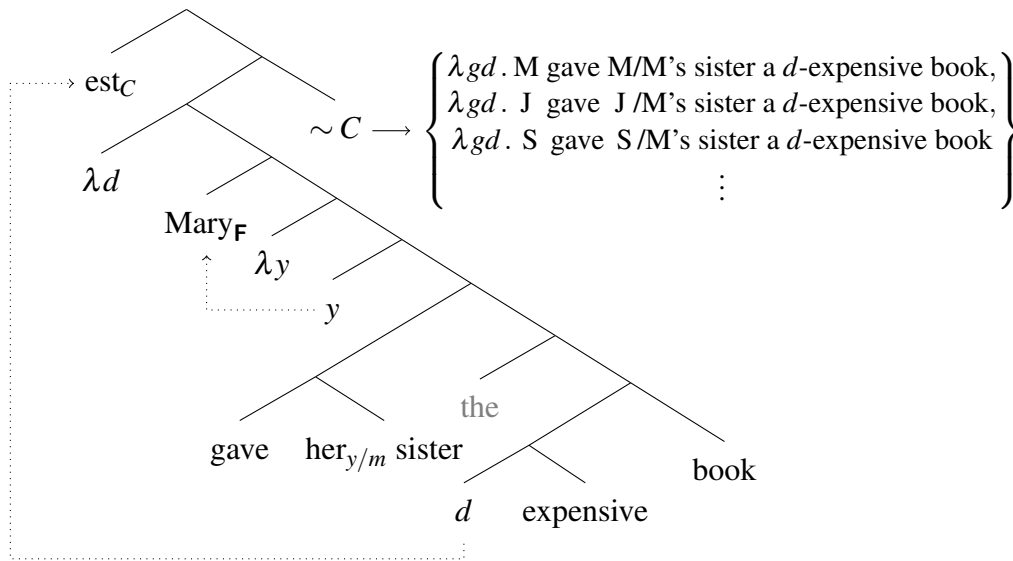 est_C
∼ C
λgd. M gave M/M's sister a d-expensive book,
λgd. J gave J/M's sister a d-expensive book,
λgd. S gave S/M's sister a d-expensive book
⋮
λd
Mary_F
λy
y
the
gave her_y/m sister
book
d expensive